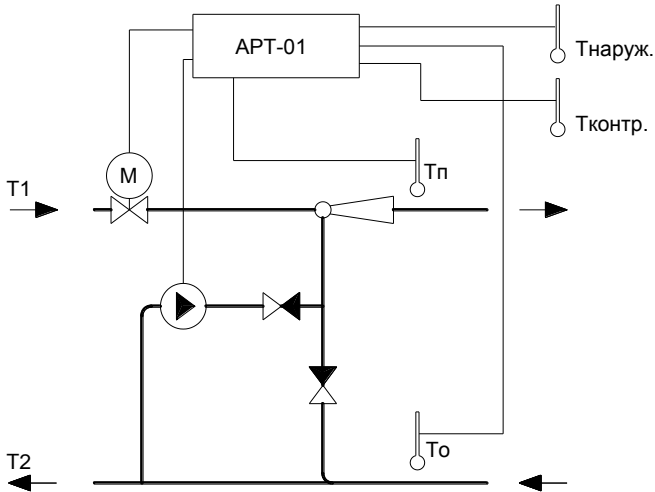 АРТ-01
Тнаруж.
Тконтр.
Тп
М
Т1
То
Т2